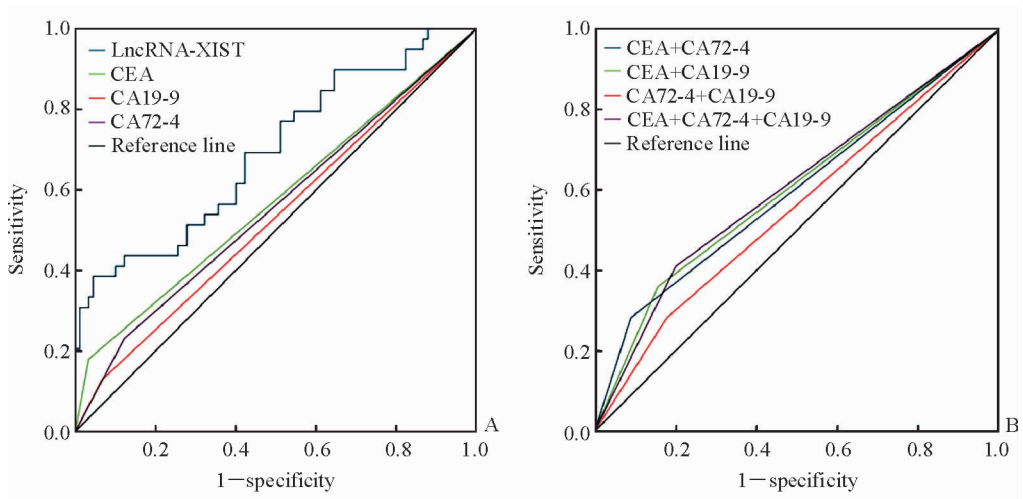 1.0
0.8
0.6
0.4
0.2
0.0
Sensitivity
LncRNA-XIST
CEA
CA19-9
CA72-4
Reference line
0.2
0.4
0.6
0.8
1.0
1－specificity
A
1.0
0.8
0.6
0.4
0.2
0.0
Sensitivity
CEA+CA72-4
CEA+CA19-9
CA72-4+CA19-9
CEA+CA72-4+CA19-9
Reference line
0.2
0.4
0.6
0.8
1.0
1－specificity
B